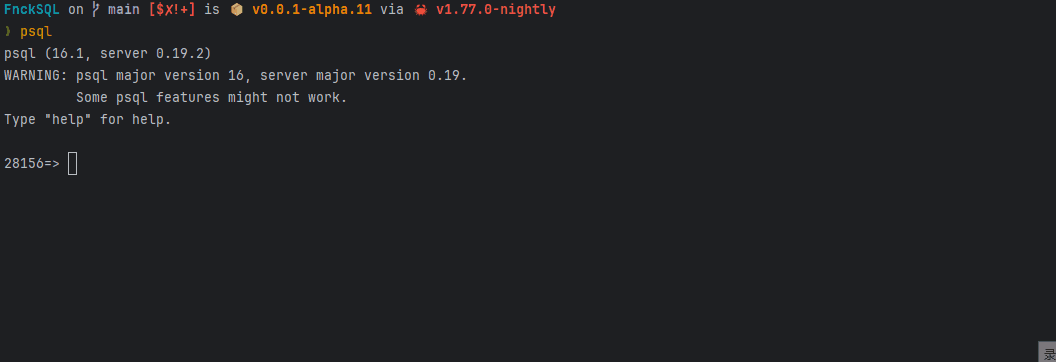 FnckSQL on main [$✗!+] is 📦 v0.0.1-alpha.11 via 🦀 v1.77.0-nightly
❯ psql
psql (16.1, server 0.19.2)
WARNING: psql major version 16, server major version 0.19.
Some psql features might not work.
Type "help" for help.
28156=>
录